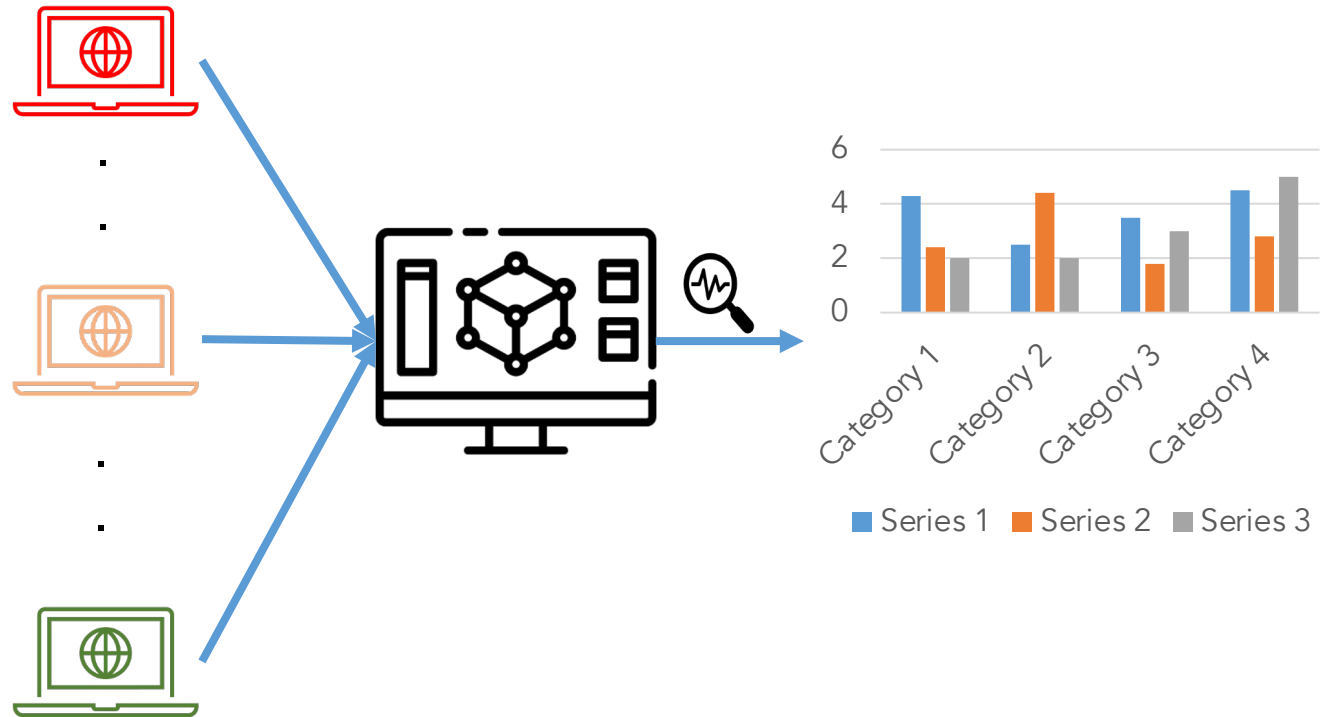 6
4
2
0
Category 1
Category 2
Category 3
Category 4
Series 1 Series 2 Series 3